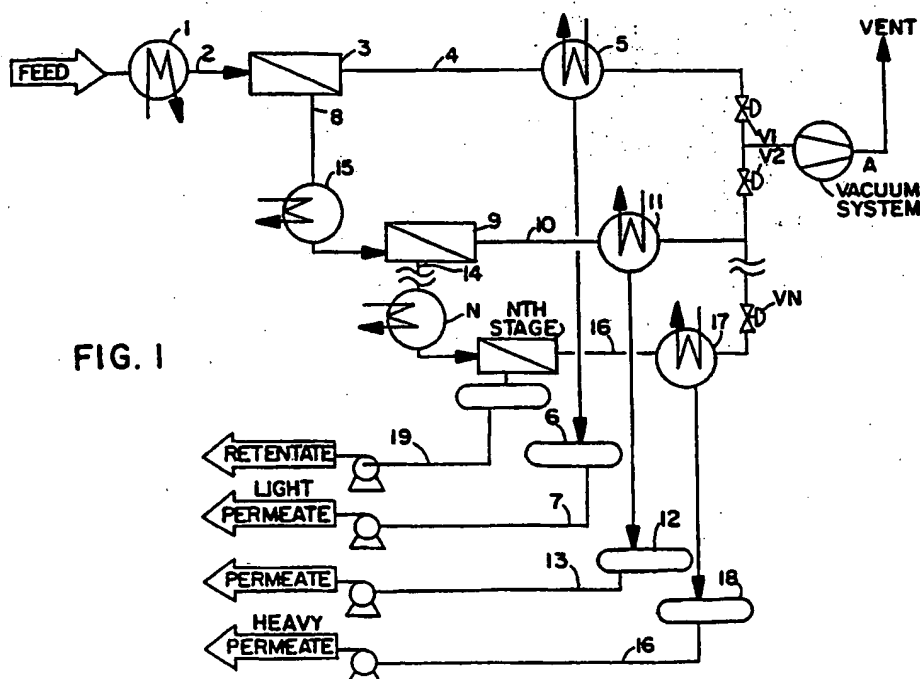 1
FEED
2
3
4
5
VENT
8
V1
V2
A
VACUUM
SYSTEM
15
9
10
11
14
N
NTH
STAGE
16
17
VN
FIG. 1
6
RETENTATE
19
LIGHT
PERMEATE
7
12
PERMEATE
13
18
HEAVY
PERMEATE
16